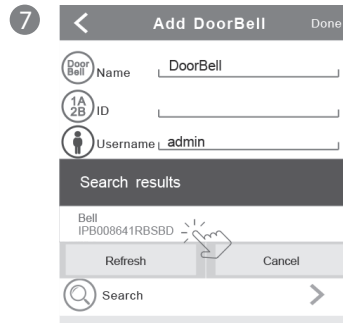 7
Add DoorBell Done
Door Bell Name DoorBell
1A 2B ID
Username admin
Search results
Bell
IPB008641RBSBD
Refresh Cancel
Search